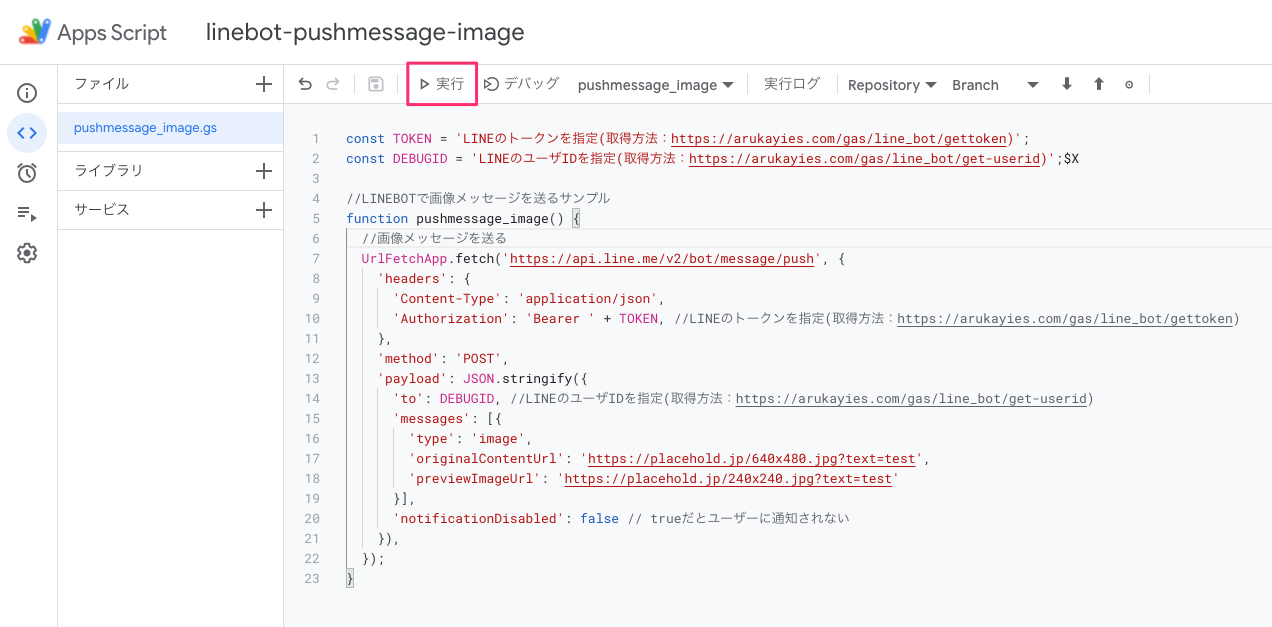 Apps Script linebot-pushmessage-image
ファイル
実行 デバッグ pushmessage_image 実行ログ Repository Branch
pushmessage_image.gs
ライブラリ
サービス
1 const TOKEN = 'LINEのトークンを指定(取得方法：https://arukayies.com/gas/line_bot/gettoken)';
2 const DEBUGID = 'LINEのユーザIDを指定(取得方法：https://arukayies.com/gas/line_bot/get-userid)';$X
3
4 //LINEBOTで画像メッセージを送るサンプル
5 function pushmessage_image() {
6 //画像メッセージを送る
7 UrlFetchApp.fetch('https://api.line.me/v2/bot/message/push', {
8 'headers': {
9 'Content-Type': 'application/json',
10 'Authorization': 'Bearer ' + TOKEN, //LINEのトークンを指定(取得方法：https://arukayies.com/gas/line_bot/gettoken)
11 },
12 'method': 'POST',
13 'payload': JSON.stringify({
14 'to': DEBUGID, //LINEのユーザIDを指定(取得方法：https://arukayies.com/gas/line_bot/get-userid)
15 'messages': [{
16 'type': 'image',
17 'originalContentUrl': 'https://placehold.jp/640x480.jpg?text=test',
18 'previewImageUrl': 'https://placehold.jp/240x240.jpg?text=test'
19 }],
20 'notificationDisabled': false // trueだとユーザーに通知されない
21 }),
22 });
23 }